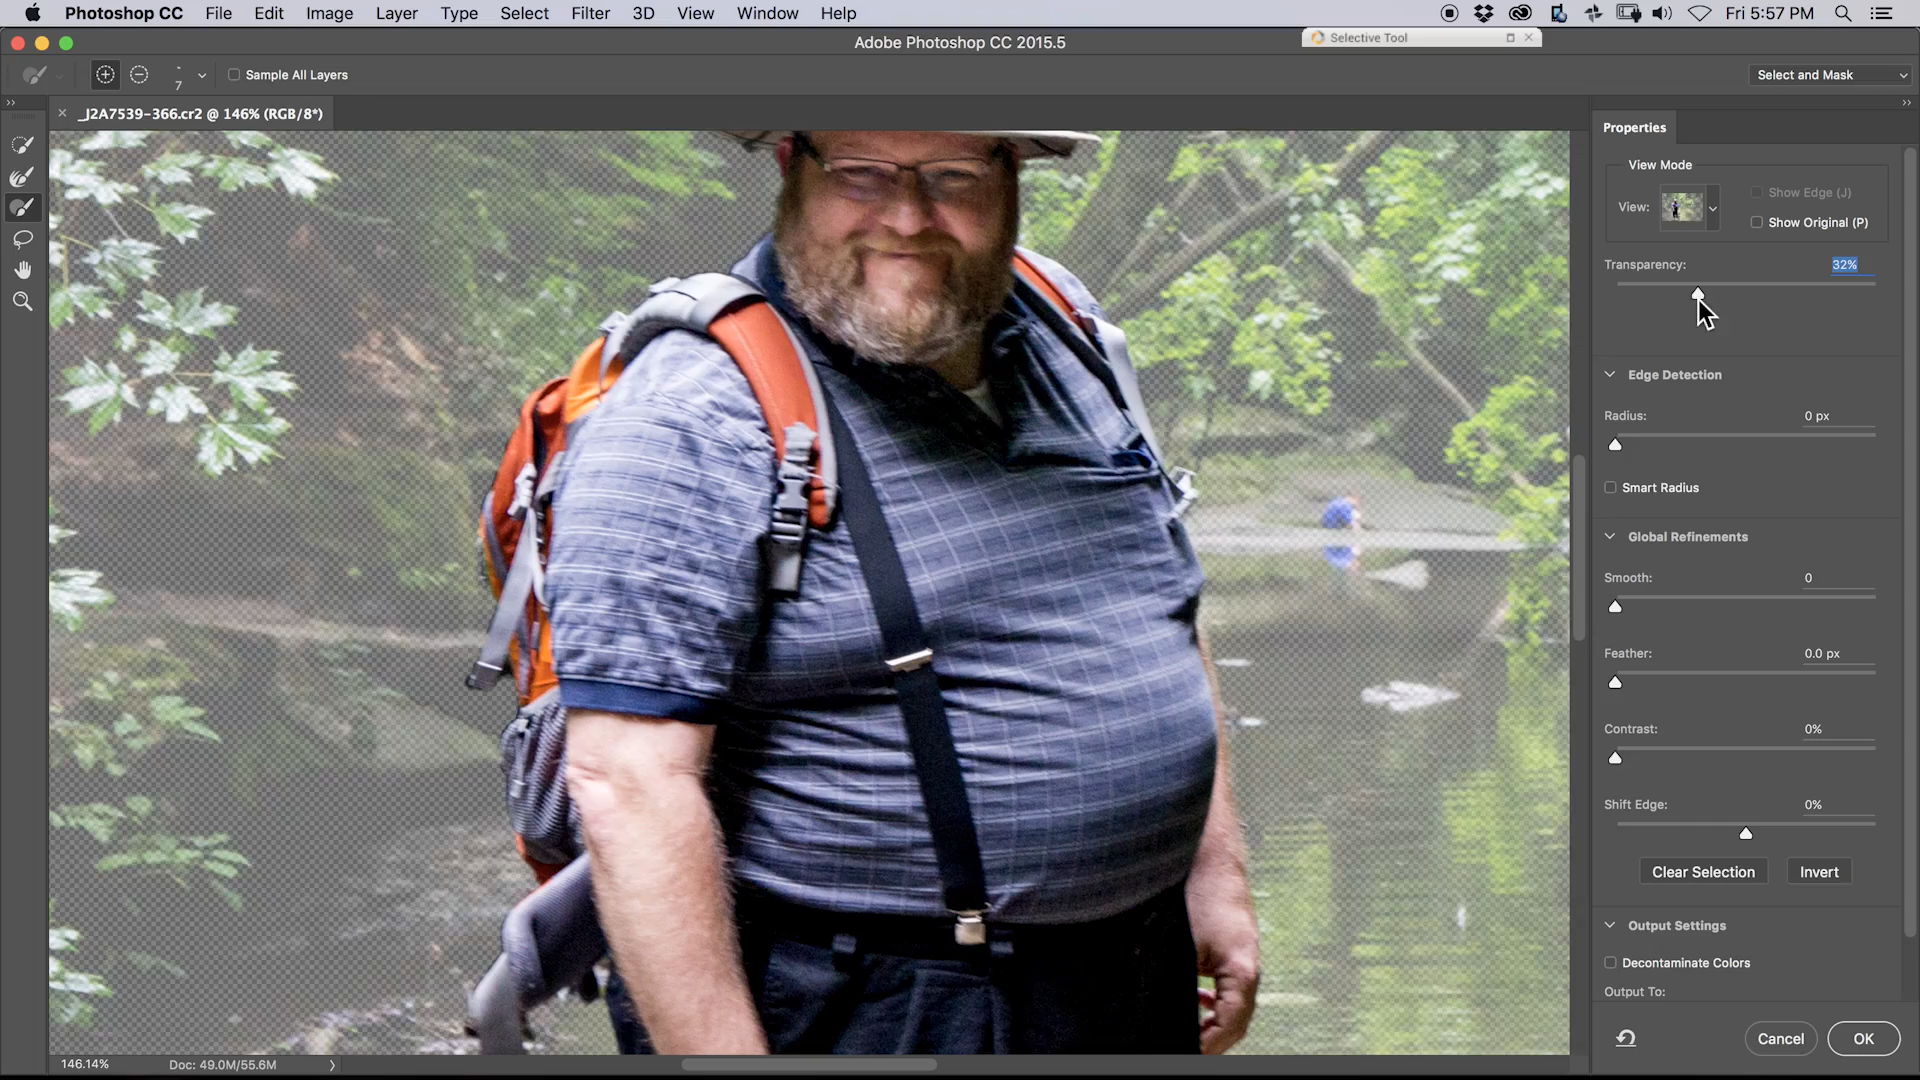 Photoshop CC File Edit Image Layer Type Select Filter 3D View Window Help Fri 5:57 PM
Adobe Photoshop CC 2015.5
Selective Tool
7
Sample All Layers
Select and Mask
_J2A7539-366.cr2 @ 146% (RGB/8*)
Properties
View Mode
View:
Show Edge (J)
Show Original (P)
Transparency: 32%
Edge Detection
Radius: 0 px
Smart Radius
Global Refinements
Smooth: 0
Feather: 0.0 px
Contrast: 0%
Shift Edge: 0%
Clear Selection Invert
Output Settings
Decontaminate Colors
Output To:
Cancel OK
146.14% Doc: 49.0M/55.6M